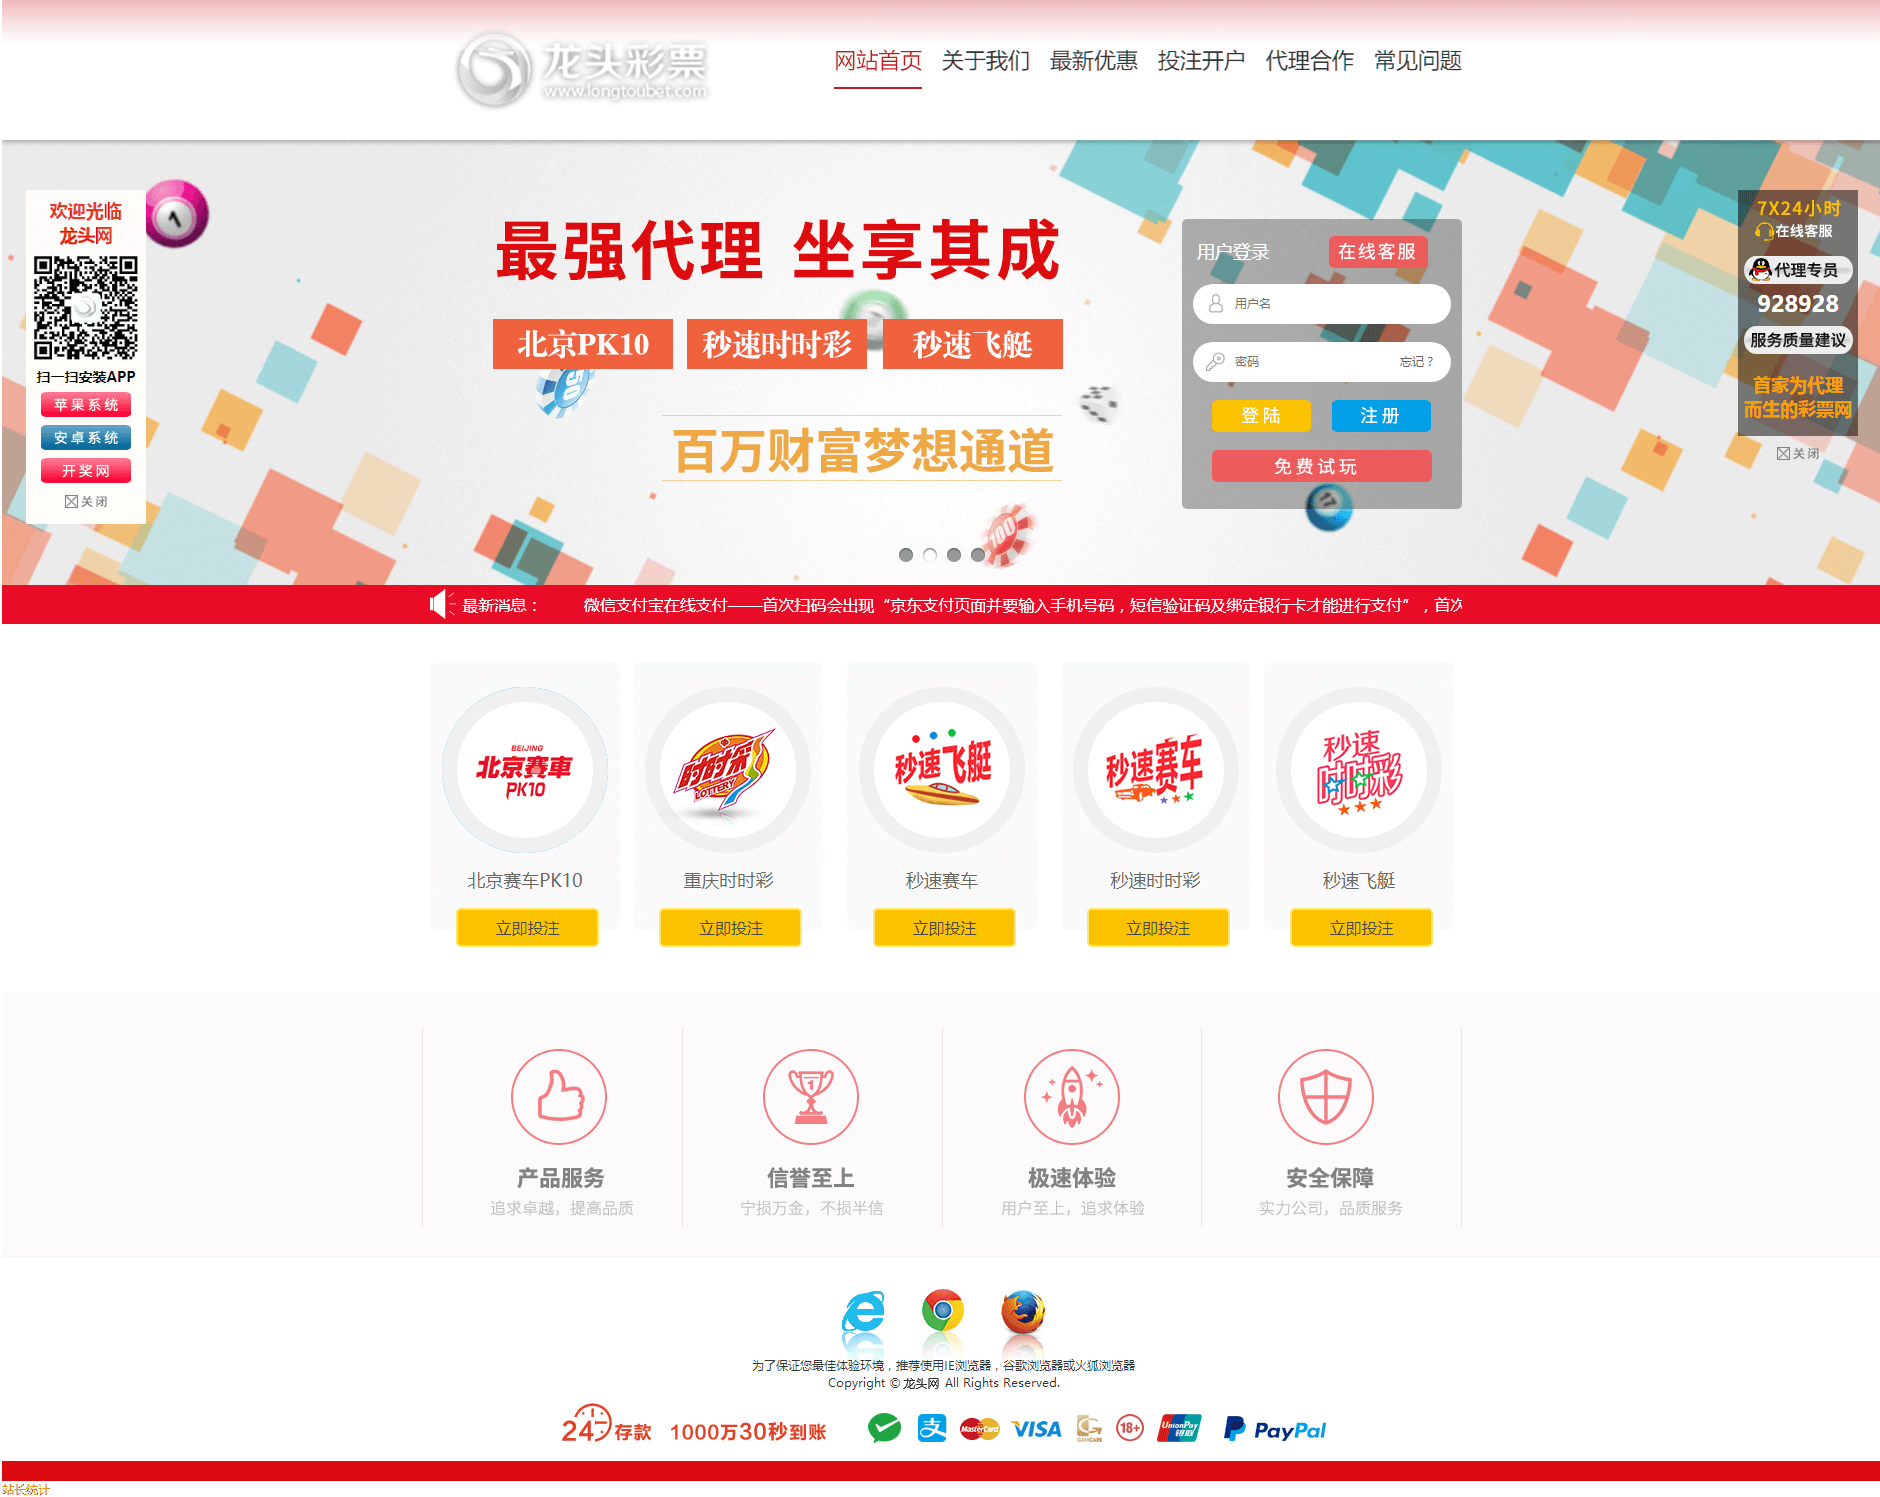 龙头彩票
www.longtoubet.com
网站首页 关于我们 最新优惠 投注开户 代理合作 常见问题
欢迎光临
龙头网
扫一扫安装APP
苹果系统
安卓系统
开奖网
关闭
最强代理 坐享其成
北京PK10 秒速时时彩 秒速飞艇
百万财富梦想通道
100
用户登录 在线客服
用户名
密码 忘记？
登陆 注册
免费试玩
7X24小时
在线客服
代理专员
928928
服务质量建议
首家为代理
而生的彩票网
关闭
最新消息： 微信支付宝在线支付——首次扫码会出现“京东支付页面并要输入手机号码，短信验证码及绑定银行卡才能进行支付”，首次
BEIJING
北京赛車
PK10
时时彩
LOTTERY
秒速飞艇
秒速赛车
秒速
时时彩
北京赛车PK10 重庆时时彩 秒速赛车 秒速时时彩 秒速飞艇
立即投注 立即投注 立即投注 立即投注 立即投注
产品服务 信誉至上 极速体验 安全保障
追求卓越，提高品质 宁损万金，不损半信 用户至上，追求体验 实力公司，品质服务
为了保证您最佳体验环境，推荐使用IE浏览器，谷歌浏览器或火狐浏览器
Copyright © 龙头网 All Rights Reserved.
24 存款 1000万30秒到账 支 MasterCard VISA GAMCARE 18+ UnionPay 银联 PayPal
站长统计